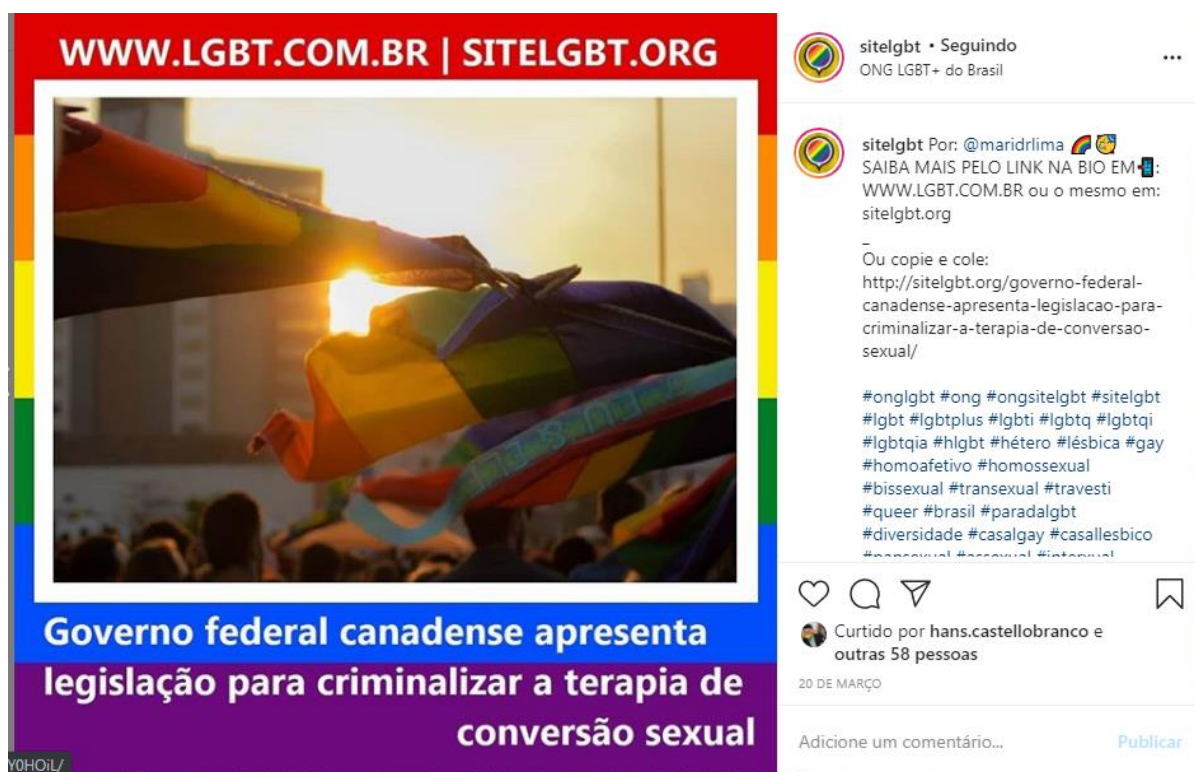 WWW.LGBT.COM.BR | SITELGBT.ORG
Governo federal canadense apresenta
legislação para criminalizar a terapia de
conversão sexual
Y0HOiL/
sitelgbt • Seguindo
ONG LGBT+ do Brasil
sitelgbt Por: @maridrlima
SAIBA MAIS PELO LINK NA BIO EM:
WWW.LGBT.COM.BR ou o mesmo em:
sitelgbt.org
_
Ou copie e cole:
http://sitelgbt.org/governo-federal-
canadense-apresenta-legislacao-para-
criminalizar-a-terapia-de-conversao-
sexual/
#onglgbt #ong #ongsitelgbt #sitelgbt
#lgbt #lgbtplus #lgbti #lgbtq #lgbtqi
#lgbtqia #hlgbt #hétero #lésbica #gay
#homoafetivo #homossexual
#bissexual #transexual #travesti
#queer #brasil #paradalgbt
#diversidade #casalgay #casallesbico
#pansexual #assexual
Curtido por hans.castellobranco e
outras 58 pessoas
20 DE MARÇO
Adicione um comentário...
Publicar